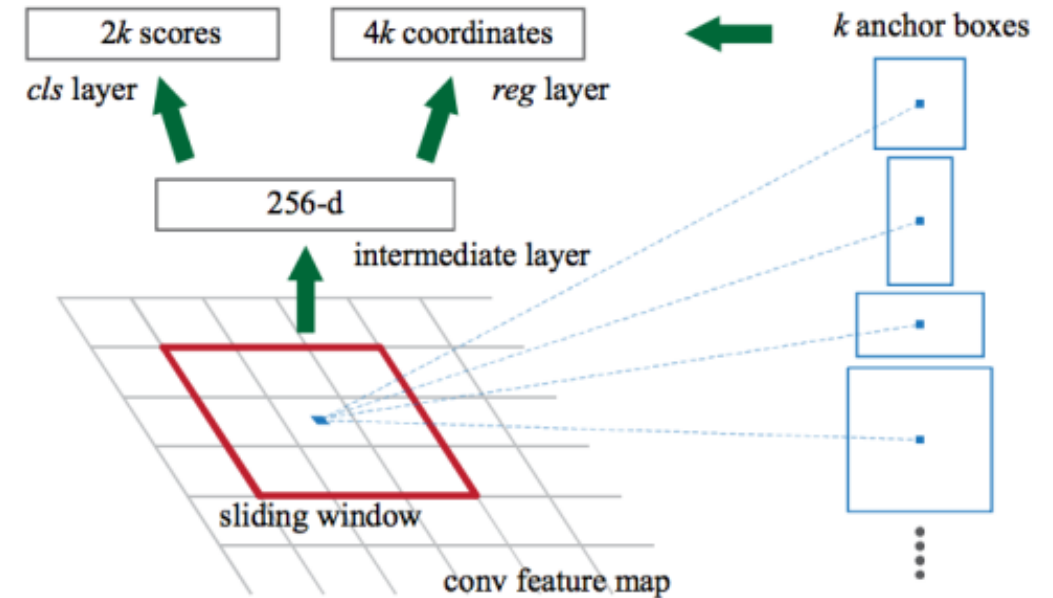 2k scores
4k coordinates
k anchor boxes
cls layer
reg layer
256-d
intermediate layer
sliding window
conv feature map